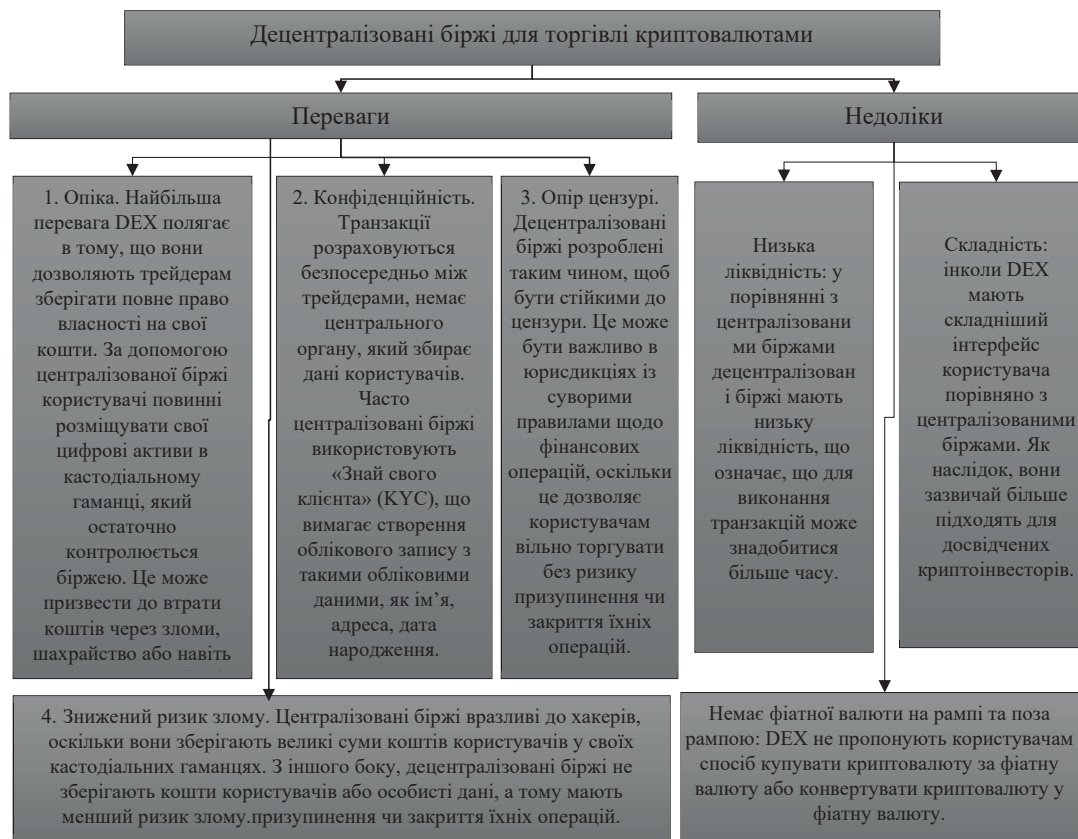 Децентралізовані біржі для торгівлі криптовалютами
Переваги
Недоліки
1. Опіка. Найбільша
перевага DEX полягає
в тому, що вони
дозволяють трейдерам
зберігати повне право
власності на свої
кошти. За допомогою
централізованої біржі
користувачі повинні
розміщувати свої
цифрові активи в
кастодіальному
гаманці, який
остаточно
контролюється
біржею. Це може
призвести до втрати
коштів через зломи,
шахрайство або навіть
2. Конфіденційність.
Транзакції
розраховуються
безпосередньо між
трейдерами, немає
центрального
органу, який збирає
дані користувачів.
Часто
централізовані біржі
використовують
«Знай свого
клієнта» (KYC), що
вимагає створення
облікового запису з
такими обліковими
даними, як ім’я,
адреса, дата
народження.
3. Опір цензурі.
Децентралізовані
біржі розроблені
таким чином, щоб
бути стійкими до
цензури. Це може
бути важливо в
юрисдикціях із
суворими
правилами щодо
фінансових
операцій, оскільки
це дозволяє
користувачам
вільно торгувати
без ризику
призупинення чи
закриття їхніх
операцій.
Низька
ліквідність: у
порівнянні з
централізовани
ми біржами
децентралізован
і біржі мають
низьку
ліквідність, що
означає, що для
виконання
транзакцій може
знадобитися
більше часу.
Складність:
інколи DEX
мають
складніший
інтерфейс
користувача
порівняно з
централізованими
біржами. Як
наслідок, вони
зазвичай більше
підходять для
досвідчених
криптоінвесторів.
4. Знижений ризик злому. Централізовані біржі вразливі до хакерів,
оскільки вони зберігають великі суми коштів користувачів у своїх
кастодіальних гаманцях. З іншого боку, децентралізовані біржі не
зберігають кошти користувачів або особисті дані, а тому мають
менший ризик злому.призупинення чи закриття їхніх операцій.
Немає фіатної валюти на рампі та поза
рампою: DEX не пропонують користувачам
спосіб купувати криптовалюту за фіатну
валюту або конвертувати криптовалюту у
фіатну валюту.